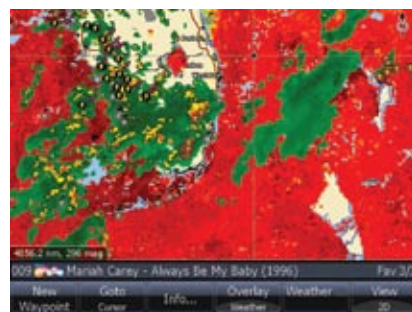 4056.2 nm, 296 mag
009 Mariah Carey - Always Be My Baby (1996) Fav 3/
New Waypoint
Goto Cursor
Info...
Overlay Weather
Weather
View 2D